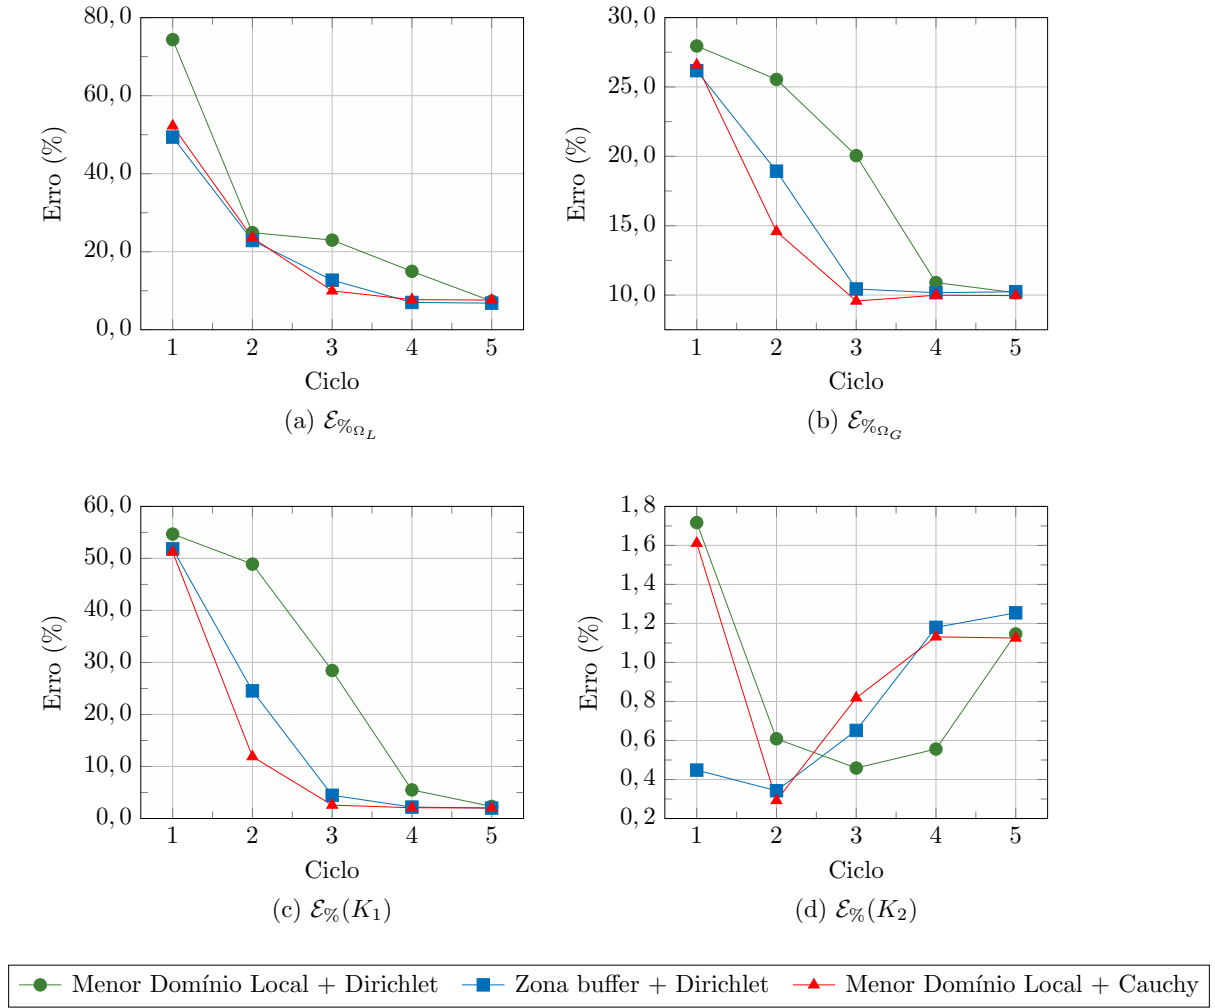 80,0
60,0
40,0
20,0
0,0
Erro (%)
1 2 3 4 5
Ciclo
(a) ℰ%Ω_L
30,0
25,0
20,0
15,0
10,0
Erro (%)
1 2 3 4 5
Ciclo
(b) ℰ%Ω_G
60,0
50,0
40,0
30,0
20,0
10,0
0,0
Erro (%)
1 2 3 4 5
Ciclo
(c) ℰ%(K₁)
1,8
1,6
1,4
1,2
1,0
0,8
0,6
0,4
0,2
Erro (%)
1 2 3 4 5
Ciclo
(d) ℰ%(K₂)
Menor Domínio Local + Dirichlet Zona buffer + Dirichlet Menor Domínio Local + Cauchy